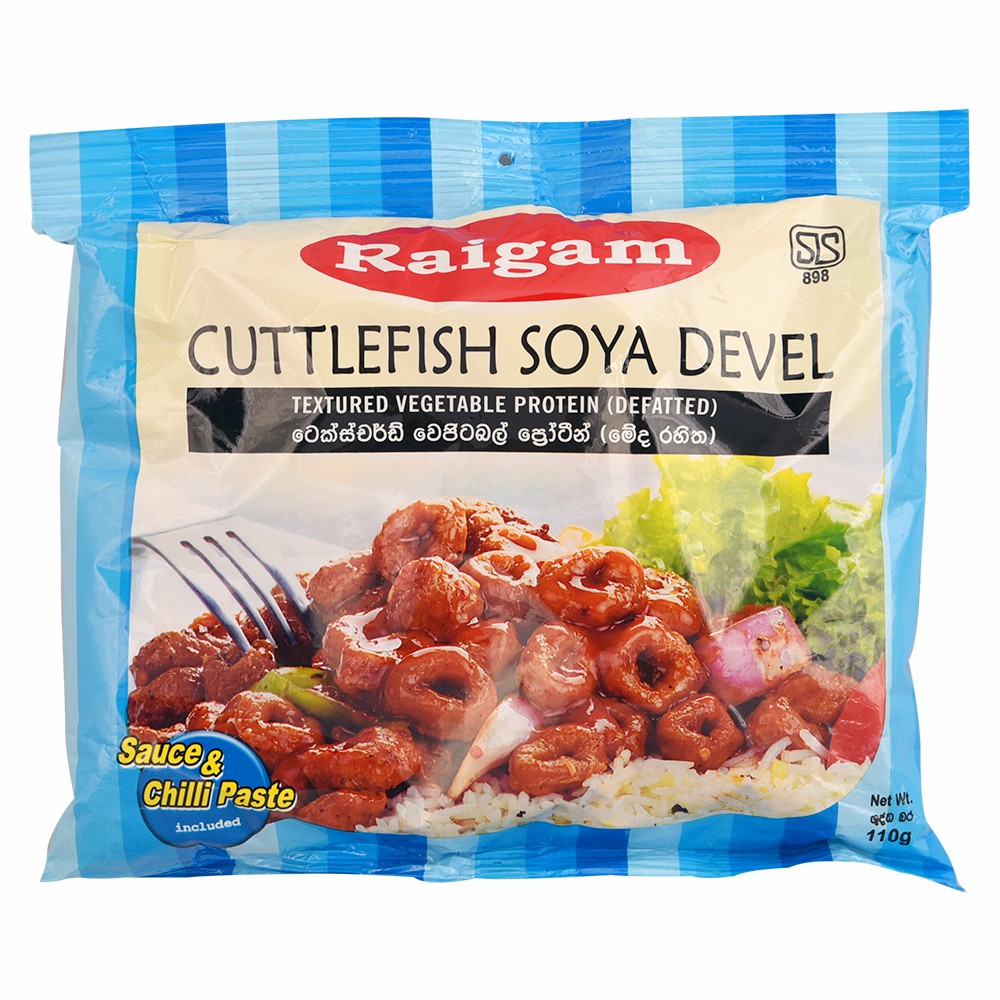 Raigam
SLS
898
CUTTLEFISH SOYA DEVEL
TEXTURED VEGETABLE PROTEIN (DEFATTED)
ටෙක්ස්චර්ඩ් වෙජිටබල් ප්‍රෝටීන් (මේද රහිත)
Sauce &
Chilli Paste
included
Net Wt.
ශුද්ධ බර
110g